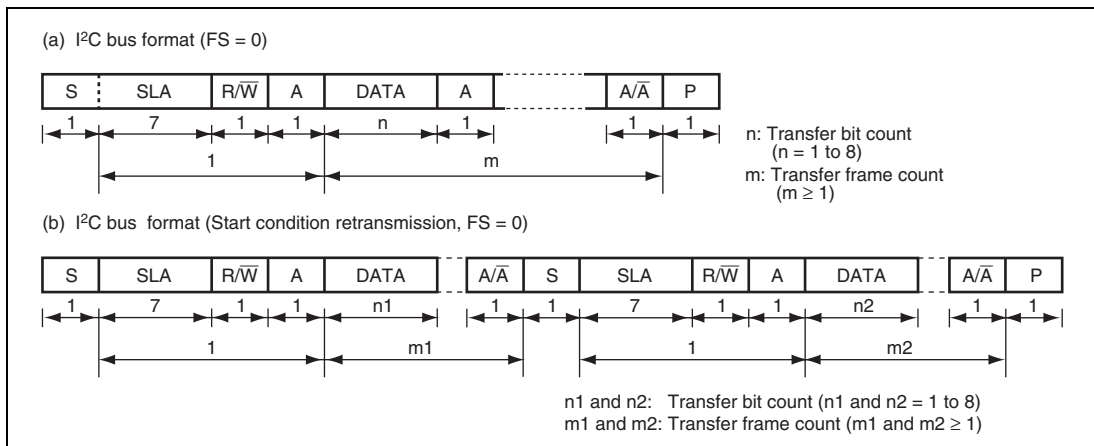 (a) I²C bus format (FS = 0)
S SLA R/W̅ A DATA A A/A̅ P
1 7 1 1 n 1 1 1
1 m
n: Transfer bit count
(n = 1 to 8)
m: Transfer frame count
(m ≥ 1)
(b) I²C bus format (Start condition retransmission, FS = 0)
S SLA R/W̅ A DATA A/A̅ S SLA R/W̅ A DATA A/A̅ P
1 7 1 1 n1 1 1 7 1 1 n2 1 1
1 m1 1 m2
n1 and n2: Transfer bit count (n1 and n2 = 1 to 8)
m1 and m2: Transfer frame count (m1 and m2 ≥ 1)